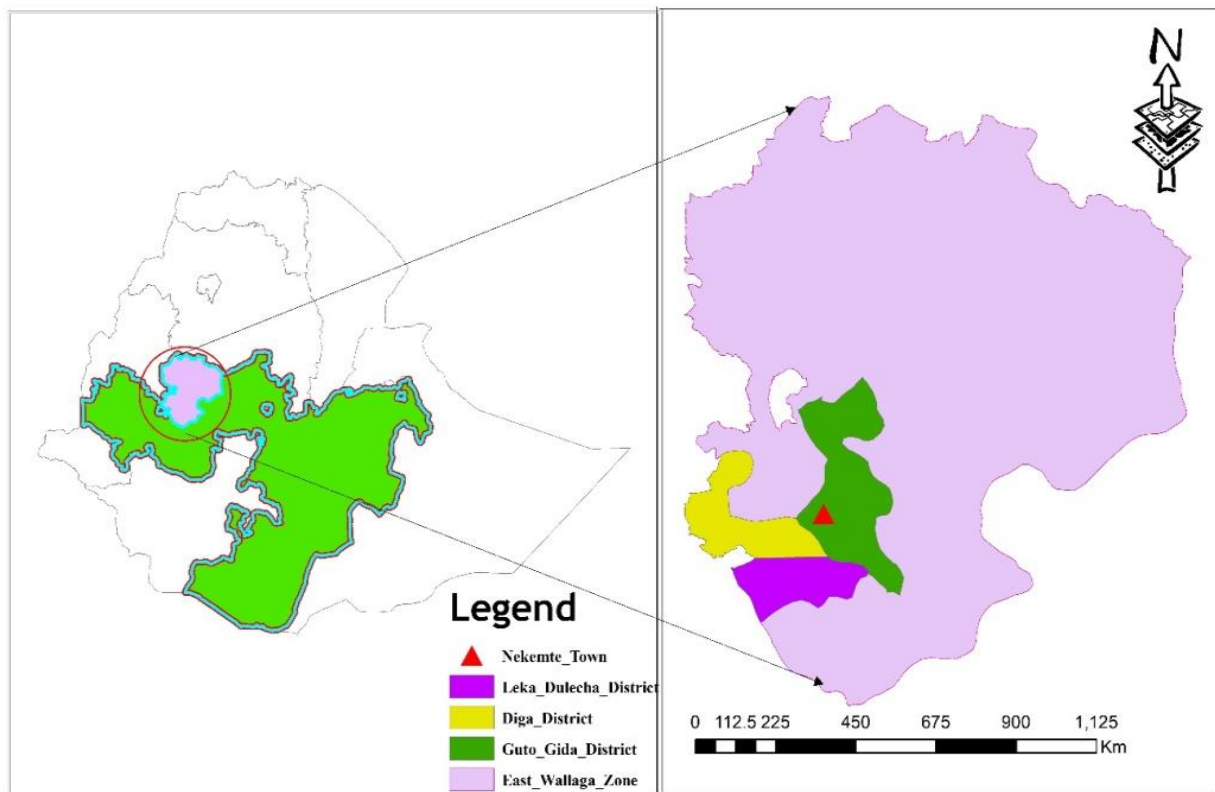 N
Legend
Nekemte_Town
Leka_Dulecha_District
Diga_District
Guto_Gida_District
East_Wallaga_Zone
0 112.5 225 450 675 900 1,125
Km